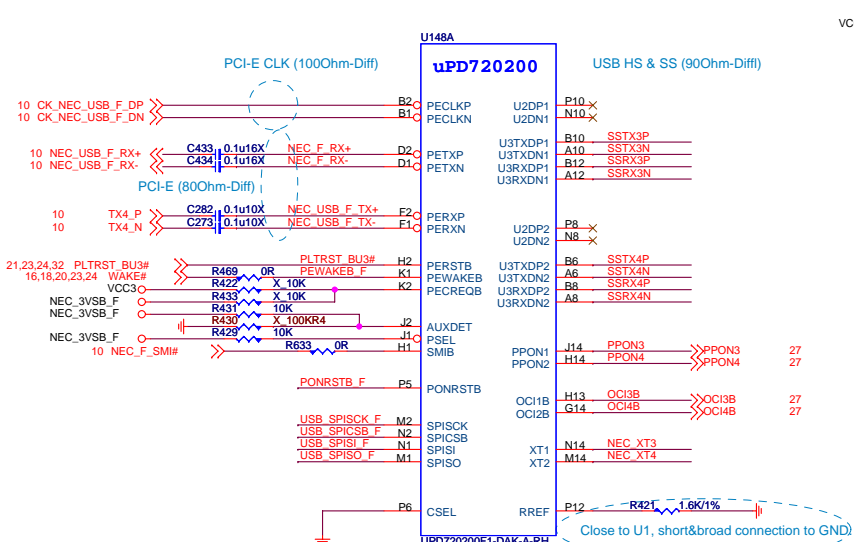 VC
U148A
PCI-E CLK (100Ohm-Diff)
uPD720200
USB HS & SS (90Ohm-Diffl)
10 CK_NEC_USB_F_DP B2 PECLKP U2DP1 P10
10 CK_NEC_USB_F_DN B1 PECLKN U2DN1 N10
U3TXDP1 B10 SSTX3P
10 NEC_USB_F_RX+ C433 0.1u16X NEC_F_RX+ D2 PETXP U3TXDN1 A10 SSTX3N
10 NEC_USB_F_RX- C434 0.1u16X NEC_F_RX- D1 PETXN U3RXDP1 B12 SSRX3P
U3RXDN1 A12 SSRX3N
PCI-E (80Ohm-Diff)
10 TX4_P C282 0.1u10X NEC_USB_F_TX+ F2 PERXP U2DP2 P8
10 TX4_N C273 0.1u10X NEC_USB_F_TX- F1 PERXN U2DN2 N8
21,23,24,32 PLTRST_BU3# PLTRST_BU3# H2 PERSTB U3TXDP2 B6 SSTX4P
16,18,20,23,24 WAKE# R469 0R PEWAKEB_F K1 PEWAKEB U3TXDN2 A6 SSTX4N
VCC3 R422 X_10K K2 PECREQB U3RXDP2 B8 SSRX4P
NEC_3VSB_F R433 X_10K U3RXDN2 A8 SSRX4N
R431 10K
R430 X_100KR4 J2 AUXDET
NEC_3VSB_F R429 10K J1 PSEL
10 NEC_F_SMI# R633 0R H1 SMIB PPON1 J14 PPON3 PPON3 27
PPON2 H14 PPON4 PPON4 27
PONRSTB_F P5 PONRSTB
OCI1B H13 OCI3B OCI3B 27
OCI2B G14 OCI4B OCI4B 27
USB_SPISCK_F M2 SPISCK
USB_SPICSB_F N2 SPICSB
USB_SPISI_F N1 SPISI XT1 N14 NEC_XT3
USB_SPISO_F M1 SPISO XT2 M14 NEC_XT4
P6 CSEL RREF P12 R421 1.6K/1%
Close to U1, short&broad connection to GND.
UPD720200F1-DAK-A-RH